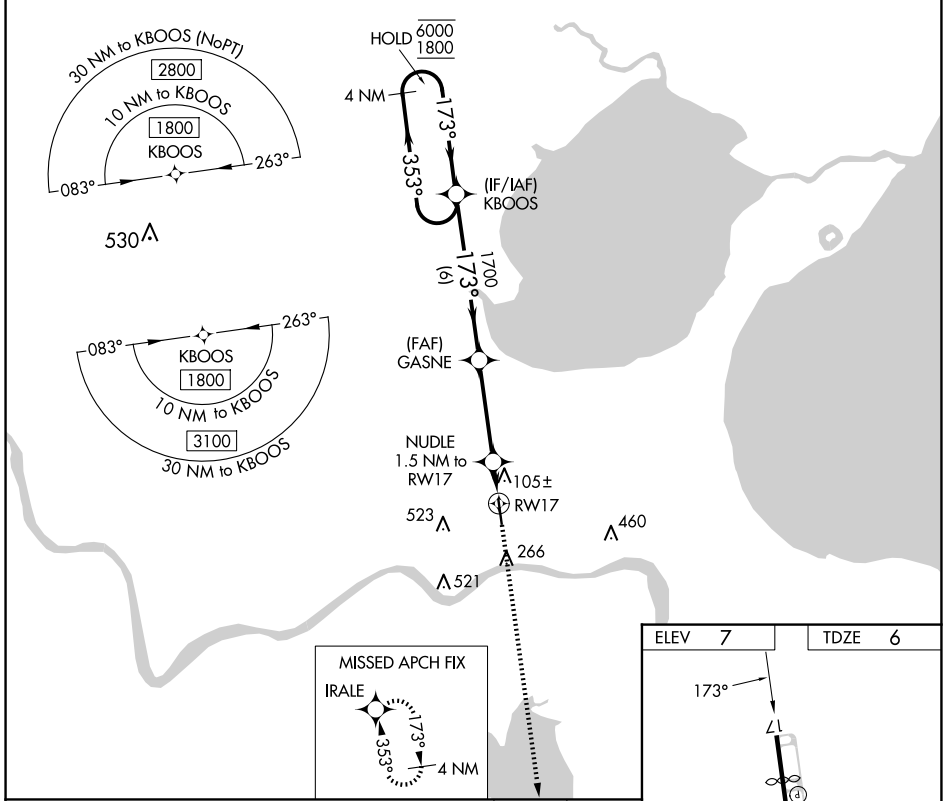 30 NM to KBOOS (NoPT)
2800
10 NM to KBOOS
1800
KBOOS
083°
263°
530
HOLD
6000
1800
4 NM
173°
353°
(IF/IAF)
KBOOS
1700
173°
(6)
(FAF)
GASNE
083°
263°
KBOOS
1800
10 NM to KBOOS
3100
30 NM to KBOOS
NUDLE
1.5 NM to
RW17
105±
RW17
523
460
266
521
MISSED APCH FIX
IRALE
173°
353°
4 NM
ELEV 7
TDZE 6
173°
17
P